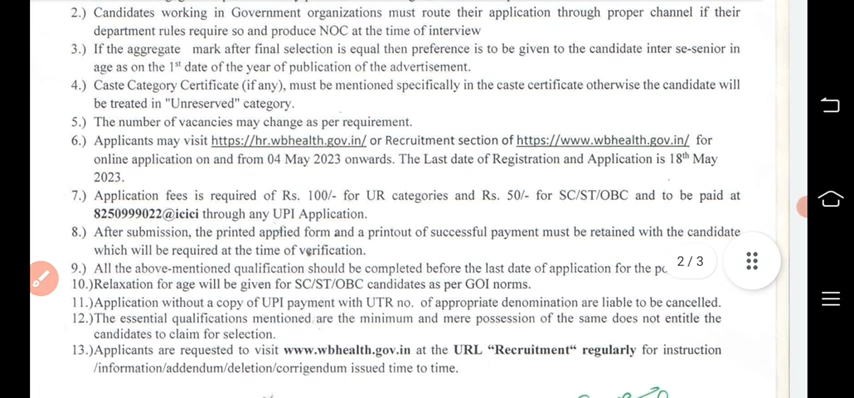 2.) Candidates working in Government organizations must route their application through proper channel if their
department rules require so and produce NOC at the time of interview
3.) If the aggregate mark after final selection is equal then preference is to be given to the candidate inter se-senior in
age as on the 1st date of the year of publication of the advertisement.
4.) Caste Category Certificate (if any), must be mentioned specifically in the caste certificate otherwise the candidate will
be treated in "Unreserved" category.
5.) The number of vacancies may change as per requirement.
6.) Applicants may visit https://hr.wbhealth.gov.in/ or Recruitment section of https://www.wbhealth.gov.in/ for
online application on and from 04 May 2023 onwards. The Last date of Registration and Application is 18th May
2023.
7.) Application fees is required of Rs. 100/- for UR categories and Rs. 50/- for SC/ST/OBC and to be paid at
8250999022@icici through any UPI Application.
8.) After submission, the printed applied form and a printout of successful payment must be retained with the candidate
which will be required at the time of verification.
9.) All the above-mentioned qualification should be completed before the last date of application for the
2/3
10.)Relaxation for age will be given for SC/ST/OBC candidates as per GOI norms.
11.)Application without a copy of UPI payment with UTR no. of appropriate denomination are liable to be cancelled.
12.)The essential qualifications mentioned are the minimum and mere possession of the same does not entitle the
candidates to claim for selection.
13.)Applicants are requested to visit www.wbhealth.gov.in at the URL "Recruitment" regularly for instruction
/information/addendum/deletion/corrigendum issued time to time.